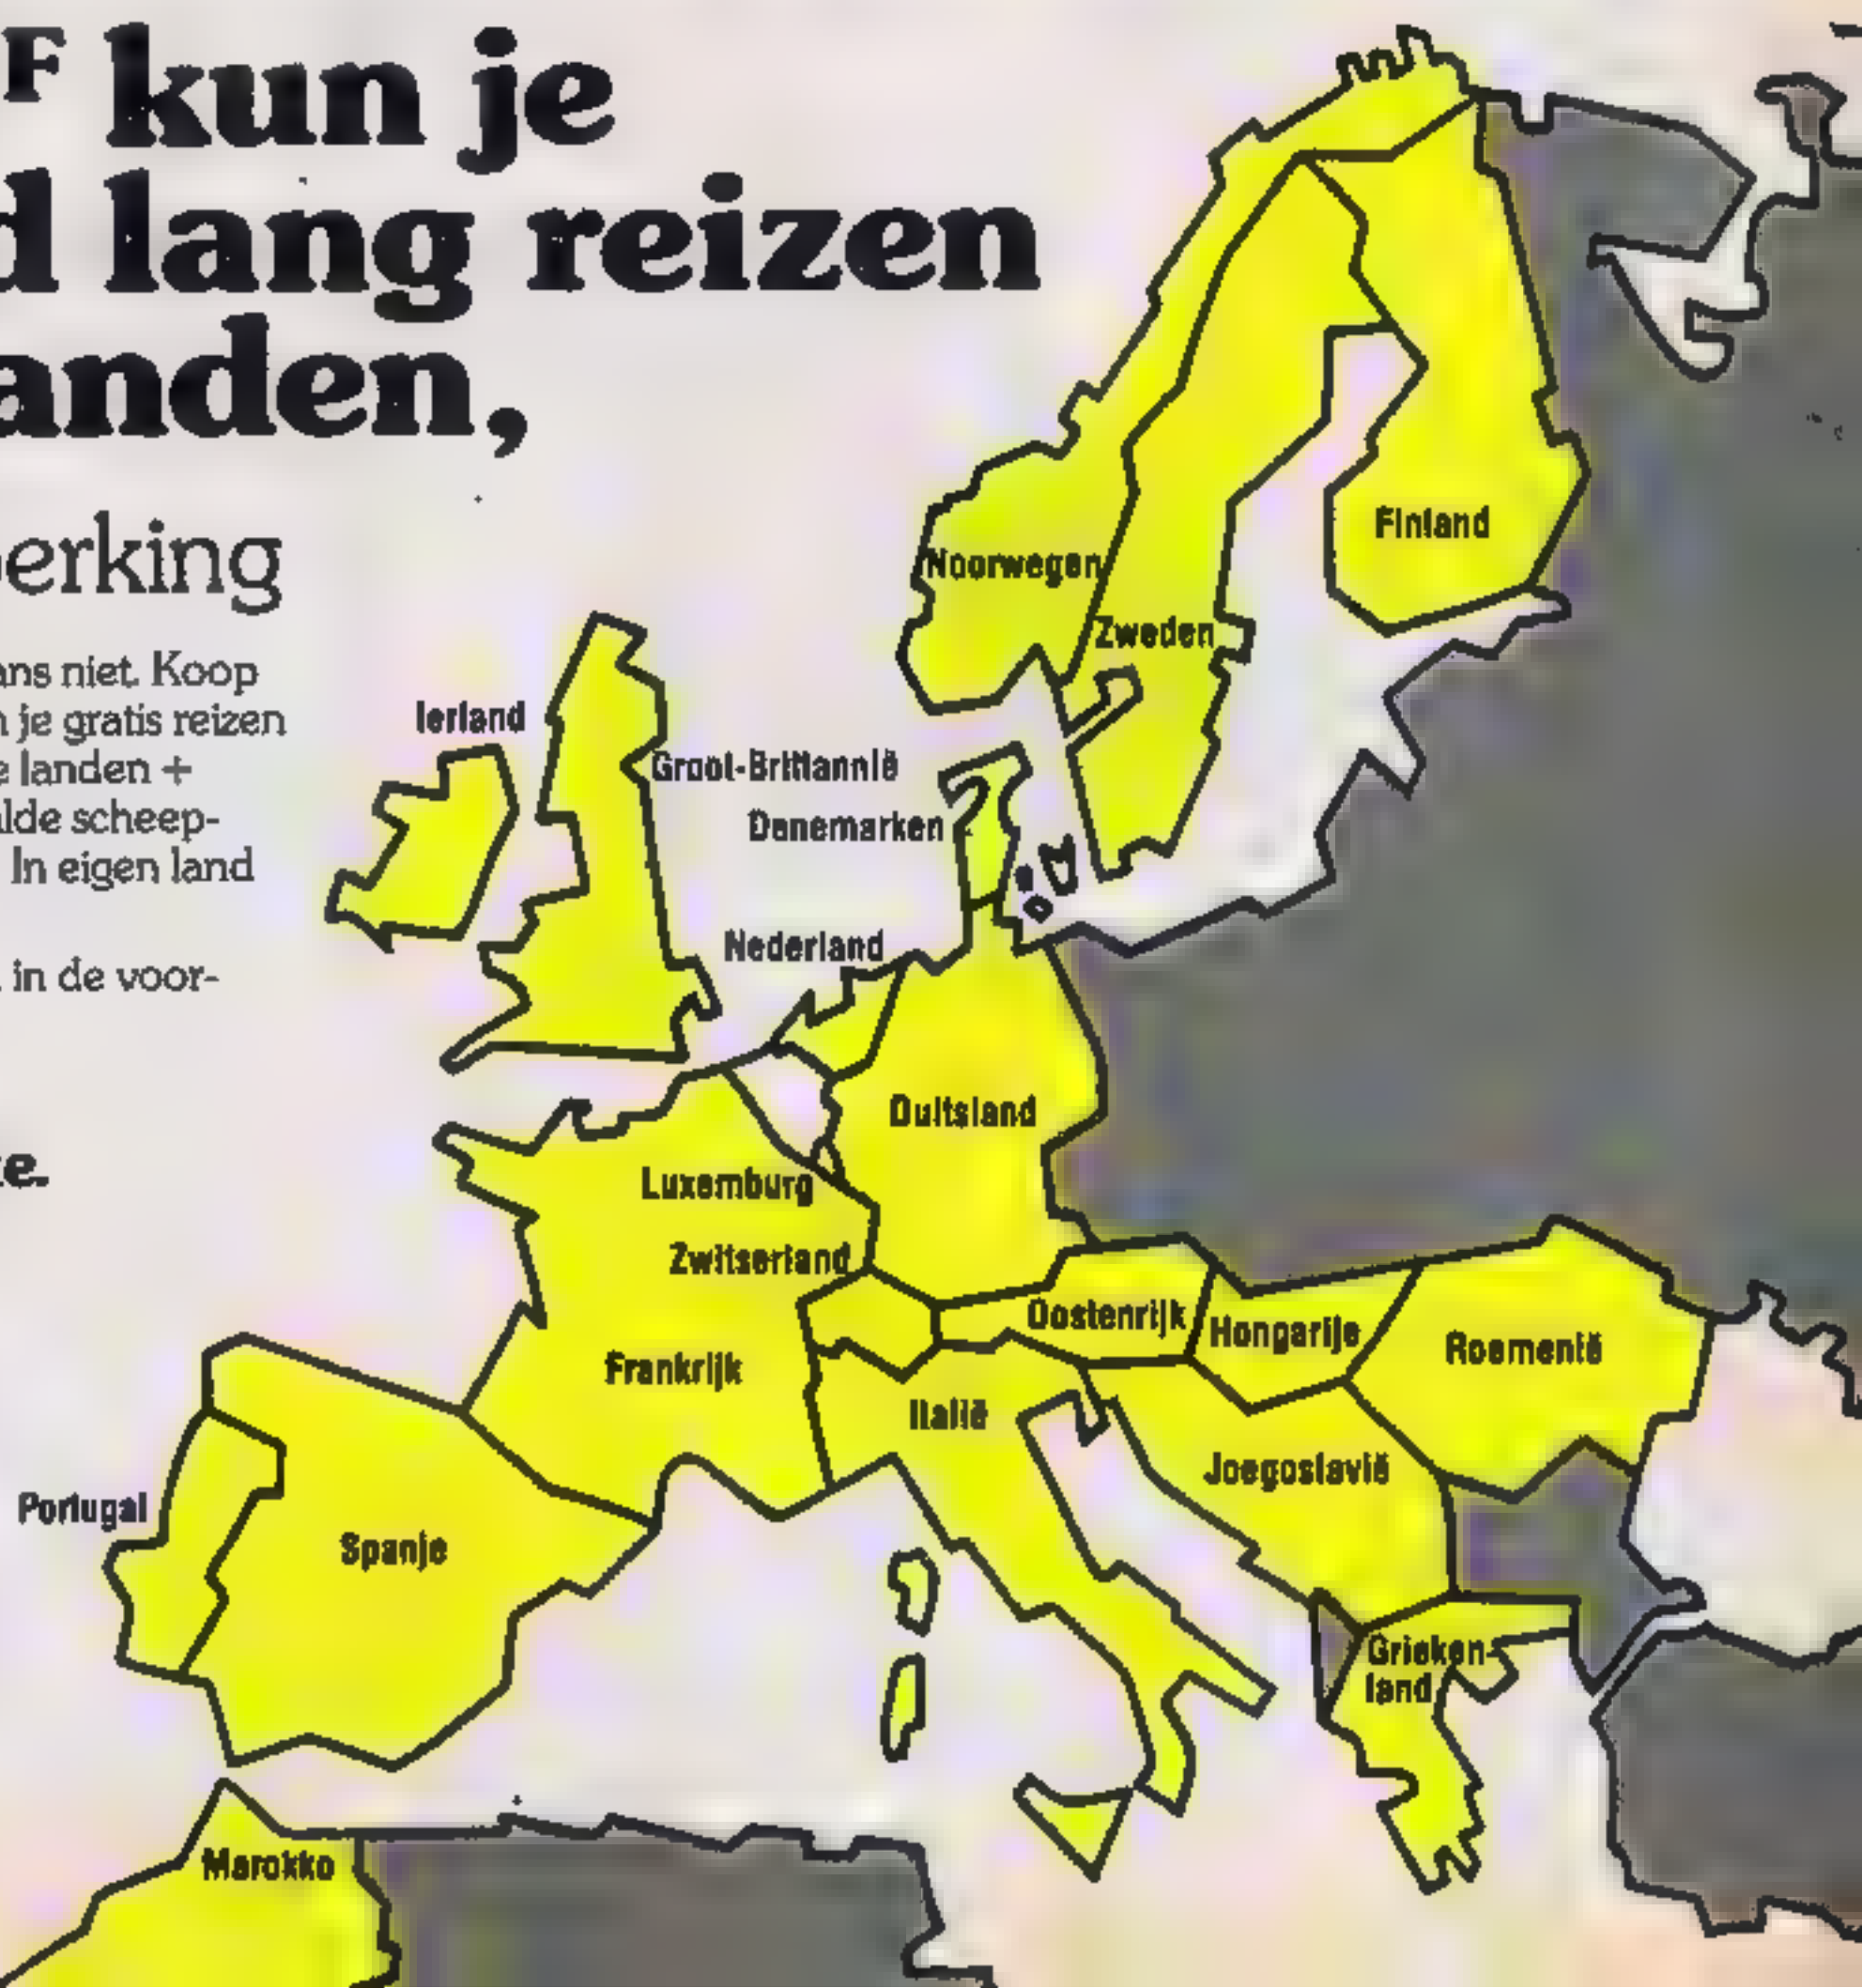 F kun je
d lang reizen
anden,
erking
ans niet. Koop
n je gratis reizen
e landen +
alde scheep-
In eigen land
in de voor-
te.
Noorwegen
Finland
Zweden
Ierland
Groot-Brittannië
Denemarken
Nederland
Duitsland
Luxemburg
Zwitserland
Oostenrijk
Hongarije
Roemenië
Frankrijk
Italië
Joegoslavië
Portugal
Spanje
Grieken-
land
Marokko